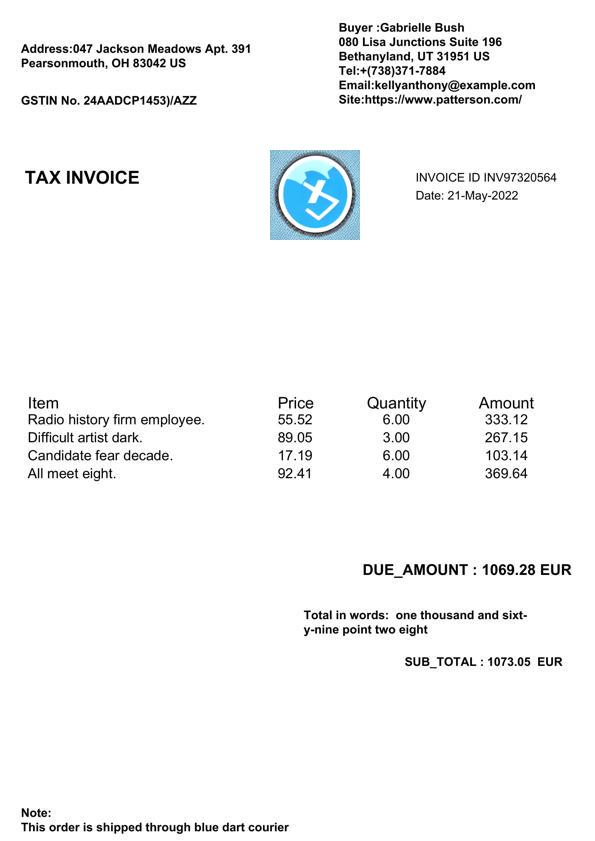 Address:047 Jackson Meadows Apt. 391
Pearsonmouth, OH 83042 US
GSTIN No. 24AADCP1453)/AZZ
Buyer :Gabrielle Bush
080 Lisa Junctions Suite 196
Bethanyland, UT 31951 US
Tel:+(738)371-7884
Email:kellyanthony@example.com
Site:https://www.patterson.com/
TAX INVOICE
INVOICE ID INV97320564
Date: 21-May-2022
Item Price Quantity Amount
Radio history firm employee. 55.52 6.00 333.12
Difficult artist dark. 89.05 3.00 267.15
Candidate fear decade. 17.19 6.00 103.14
All meet eight. 92.41 4.00 369.64
DUE_AMOUNT : 1069.28 EUR
Total in words: one thousand and sixt-
y-nine point two eight
SUB_TOTAL : 1073.05 EUR
Note:
This order is shipped through blue dart courier